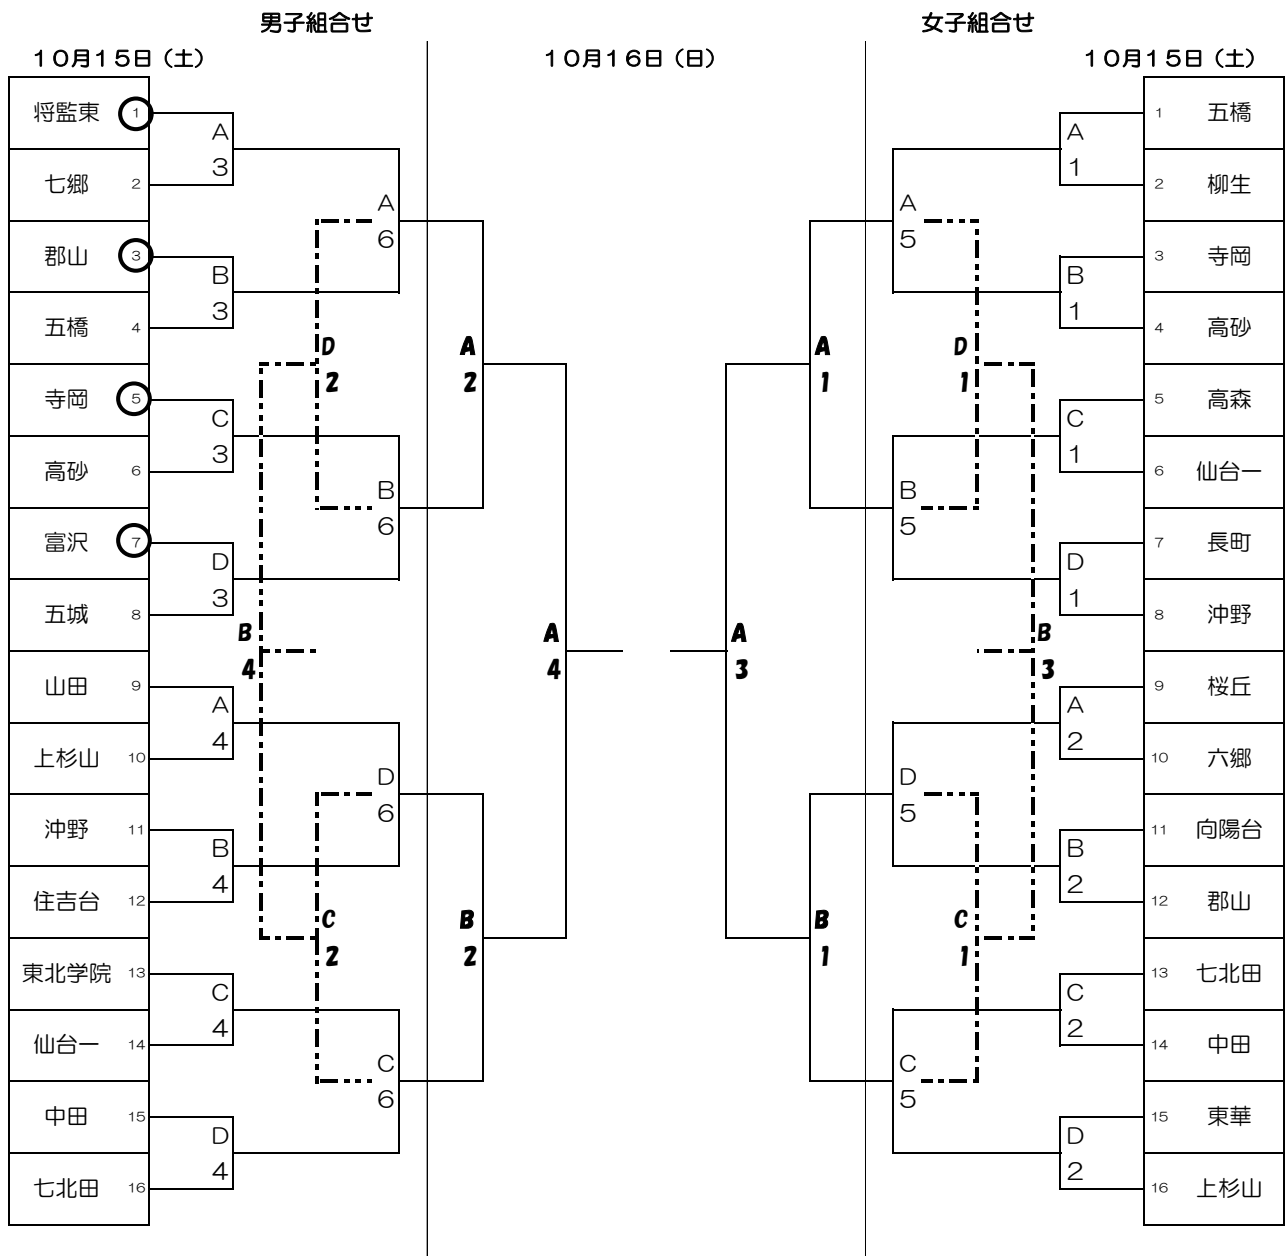 男子組合せ
女子組合せ
10月15日(土)
10月16日(日)
10月15日(土)
将監東 1
七郷 2
郡山 3
五橋 4
寺岡 5
高砂 6
富沢 7
五城 8
山田 9
上杉山 10
沖野 11
住吉台 12
東北学院 13
仙台一 14
中田 15
七北田 16
A
3
B
3
C
3
D
3
A
4
B
4
C
4
D
4
A
6
B
6
D
6
C
6
D
2
B
4
C
2
A
2
B
2
A
4
A
3
A
1
B
1
A
5
B
5
D
5
C
5
D
1
B
3
C
1
A
1
B
1
C
1
D
1
A
2
B
2
C
2
D
2
1 五橋
2 柳生
3 寺岡
4 高砂
5 高森
6 仙台一
7 長町
8 沖野
9 桜丘
10 六郷
11 向陽台
12 郡山
13 七北田
14 中田
15 東華
16 上杉山